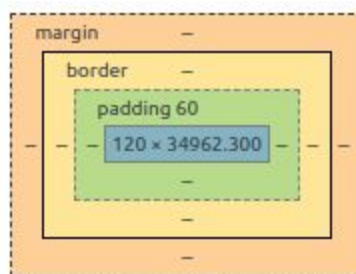 margin –
border –
padding 60
– – – 120 × 34962.300 – – –
–
–
–